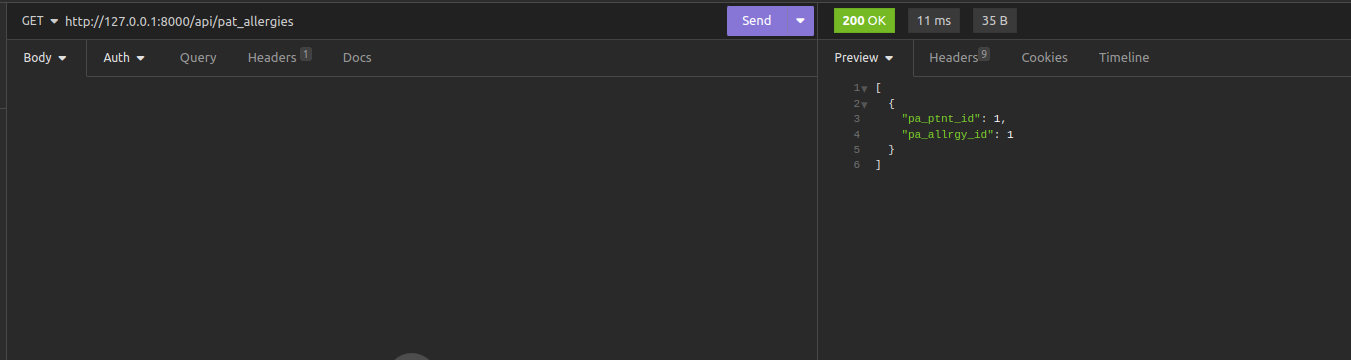 GET http://127.0.0.1:8000/api/pat_allergies Send 200 OK 11 ms 35 B
Body Auth Query Headers 1 Docs Preview Headers 9 Cookies Timeline
1 [
2 {
3 "pa_ptnt_id": 1,
4 "pa_allrgy_id": 1
5 }
6 ]